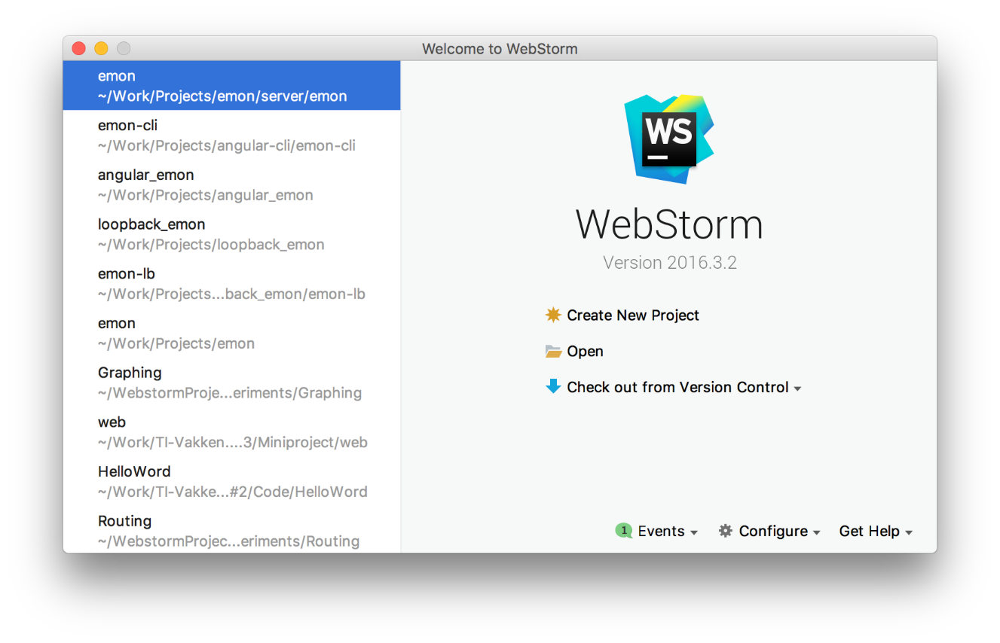 Welcome to WebStorm
emon
~/Work/Projects/emon/server/emon
emon-cli
~/Work/Projects/angular-cli/emon-cli
angular_emon
~/Work/Projects/angular_emon
loopback_emon
~/Work/Projects/loopback_emon
emon-lb
~/Work/Projects...back_emon/emon-lb
emon
~/Work/Projects/emon
Graphing
~/WebstormProje...eriments/Graphing
web
~/Work/TI-Vakken....3/Miniproject/web
HelloWord
~/Work/TI-Vakke...#2/Code/HelloWord
Routing
~/WebstormProjec...eriments/Routing
WS
WebStorm
Version 2016.3.2
Create New Project
Open
Check out from Version Control
1 Events Configure Get Help